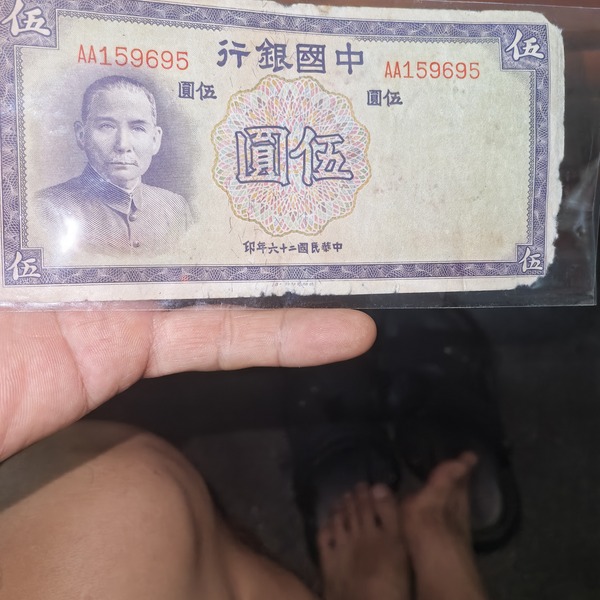 伍 伍
行銀國中
AA159695 AA159695
圓伍 圓伍
圓伍
印年六十二國民華中
伍 伍